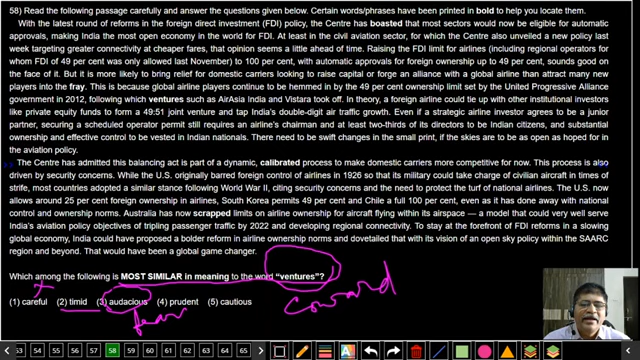 58) Read the following passage carefully and answer the questions given below. Certain words/phrases have been printed in bold to help you locate them.
With the latest round of reforms in the foreign direct investment (FDI) policy, the Centre has boasted that most sectors would now be eligible for automatic
approvals, making India the most open economy in the world for FDI. At least in the civil aviation sector, for which the Centre also unveiled a new policy last
week targeting greater connectivity at cheaper fares, that opinion seems a little ahead of time. Raising the FDI limit for airlines (including regional operators for
whom FDI of 49 per cent was only allowed last November) to 100 per cent, with automatic approvals for foreign ownership up to 49 per cent, sounds good on
the face of it. But it is more likely to bring relief for domestic carriers looking to raise capital or forge an alliance with a global airline than attract many new
players into the fray. This is because global airline players continue to be hemmed in by the 49 per cent ownership limit set by the United Progressive Alliance
government in 2012, following which ventures such as AirAsia India and Vistara took off. In theory, a foreign airline could tie up with other institutional investors
like private equity funds to form a 49:51 joint venture and tap India's double-digit air traffic growth. Even if a strategic airline investor agrees to be a junior
partner, securing a scheduled operator permit still requires an airline's chairman and at least two-thirds of its directors to be Indian citizens, and substantial
ownership and effective control to be vested in Indian nationals. There need to be swift changes in the small print, if the skies are to be as open as hoped for in
the aviation policy.
The Centre has admitted this balancing act is part of a dynamic, calibrated process to make domestic carriers more competitive for now. This process is also
driven by security concerns. While the U.S. originally barred foreign control of airlines in 1926 so that its military could take charge of civilian aircraft in times of
strife, most countries adopted a similar stance following World War II, citing security concerns and the need to protect the turf of national airlines. The U.S. now
allows around 25 per cent foreign ownership in airlines, South Korea permits 49 per cent and Chile a full 100 per cent, even as it has done away with national
control and ownership norms. Australia has now scrapped limits on airline ownership for aircraft flying within its airspace — a model that could very well serve
India's aviation policy objectives of tripling passenger traffic by 2022 and developing regional connectivity. To stay at the forefront of FDI reforms in a slowing
global economy, India could have proposed a bolder reform in airline ownership norms and dovetailed that with its vision of an open sky policy within the SAARC
region and beyond. That would have been a global game changer.
Which among the following is MOST SIMILAR in meaning to the word "ventures"?
(1) careful (2) timid (3) audacious (4) prudent (5) cautious
fear
coward
53 54 55 56 57 58 59 60 61 62 63